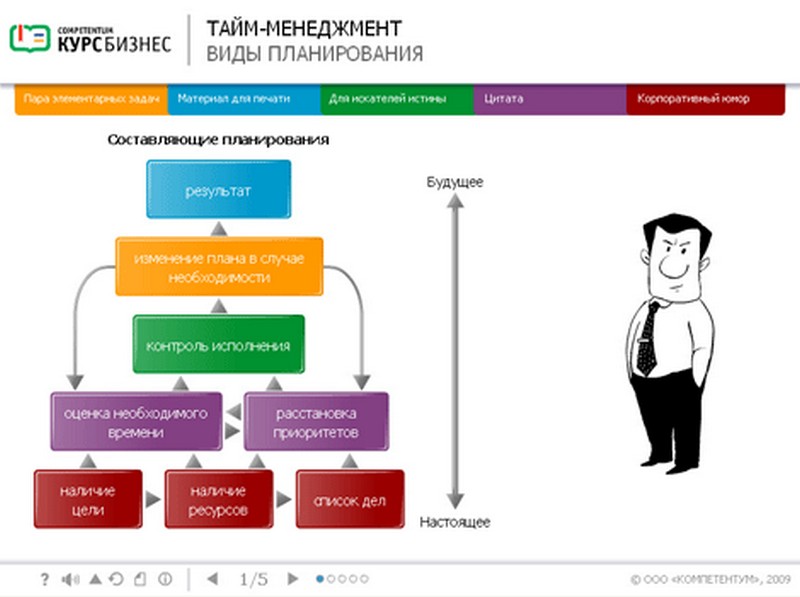 COMPETENTUM
КУРСБИЗНЕС
ТАЙМ-МЕНЕДЖМЕНТ
ВИДЫ ПЛАНИРОВАНИЯ
Пара элементарных задач
Материал для печати
Для искателей истины
Цитата
Корпоративный юмор
Составляющие планирования
результат
Будущее
изменение плана в случае
необходимости
контроль исполнения
оценка необходимого
времени
расстановка
приоритетов
наличие
цели
наличие
ресурсов
список дел
Настоящее
? 
1/5
© ООО «КОМПЕТЕНТУМ», 2009